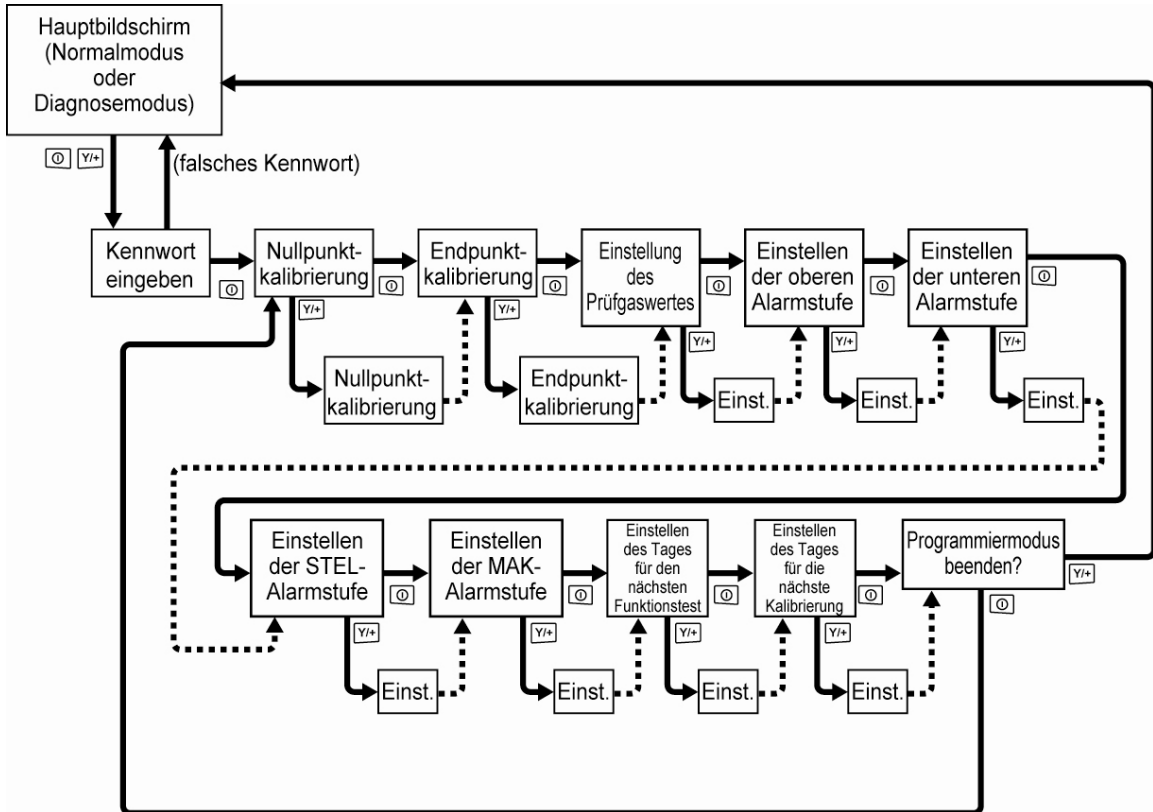 Hauptbildschirm
(Normalmodus
oder
Diagnosemodus)
Y/+
(falsches Kennwort)
Kennwort
eingeben
Nullpunkt-
kalibrierung
Y/+
Endpunkt-
kalibrierung
Y/+
Einstellung
des
Prüfgaswertes
Y/+
Einstellen
der oberen
Alarmstufe
Y/+
Einstellen
der unteren
Alarmstufe
Y/+
Nullpunkt-
kalibrierung
Endpunkt-
kalibrierung
Einst.
Einst.
Einst.
Einstellen
der STEL-
Alarmstufe
Y/+
Einstellen
der MAK-
Alarmstufe
Y/+
Einstellen
des Tages
für den
nächsten
Funktionstest
Y/+
Einstellen
des Tages
für die
nächste
Kalibrierung
Y/+
Programmiermodus
beenden?
Y/+
Einst.
Einst.
Einst.
Einst.